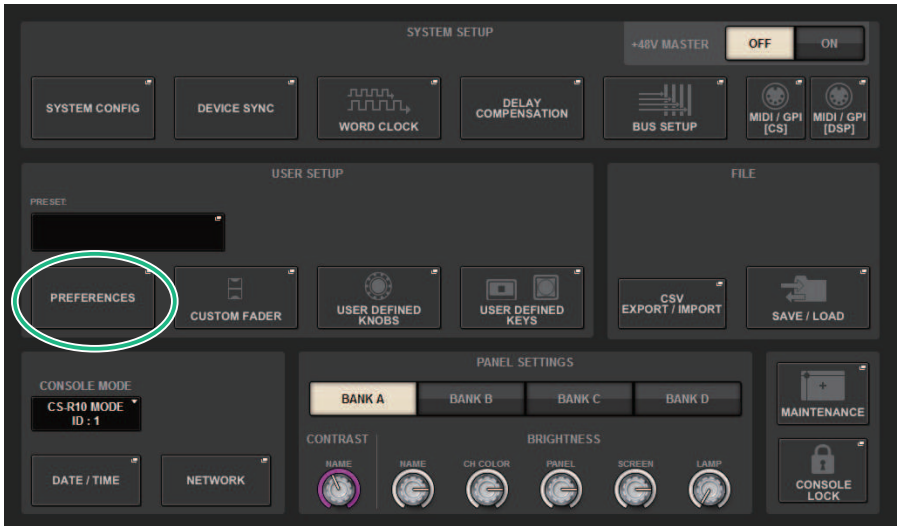 SYSTEM SETUP
+48V MASTER
OFF
ON
SYSTEM CONFIG
DEVICE SYNC
WORD CLOCK
DELAY
COMPENSATION
BUS SETUP
MIDI / GPI
[CS]
MIDI / GPI
[DSP]
USER SETUP
PRESET:
PREFERENCES
CUSTOM FADER
USER DEFINED
KNOBS
USER DEFINED
KEYS
FILE
CSV
EXPORT / IMPORT
SAVE / LOAD
CONSOLE MODE
CS-R10 MODE
ID : 1
DATE / TIME
NETWORK
PANEL SETTINGS
BANK A
BANK B
BANK C
BANK D
CONTRAST
BRIGHTNESS
NAME
NAME
CH COLOR
PANEL
SCREEN
LAMP
MAINTENANCE
CONSOLE
LOCK